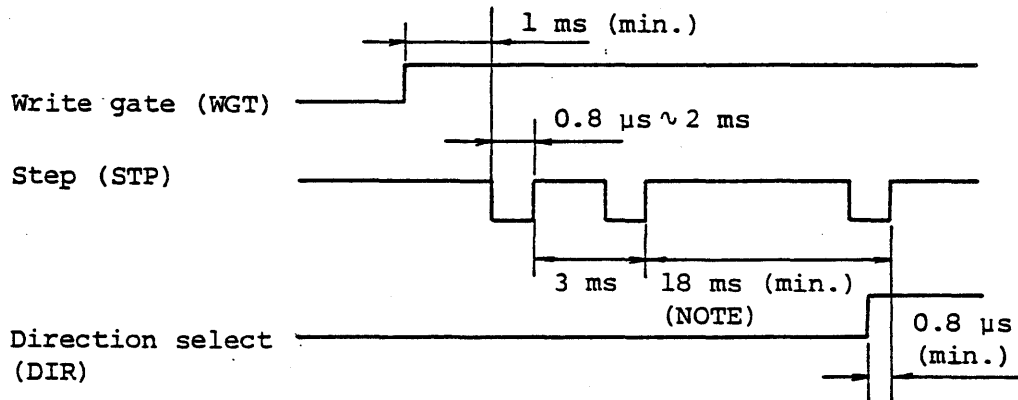 1 ms (min.)
Write gate (WGT)
0.8 μs ~ 2 ms
Step (STP)
3 ms
18 ms (min.)
(NOTE)
Direction select
(DIR)
0.8 μs
(min.)